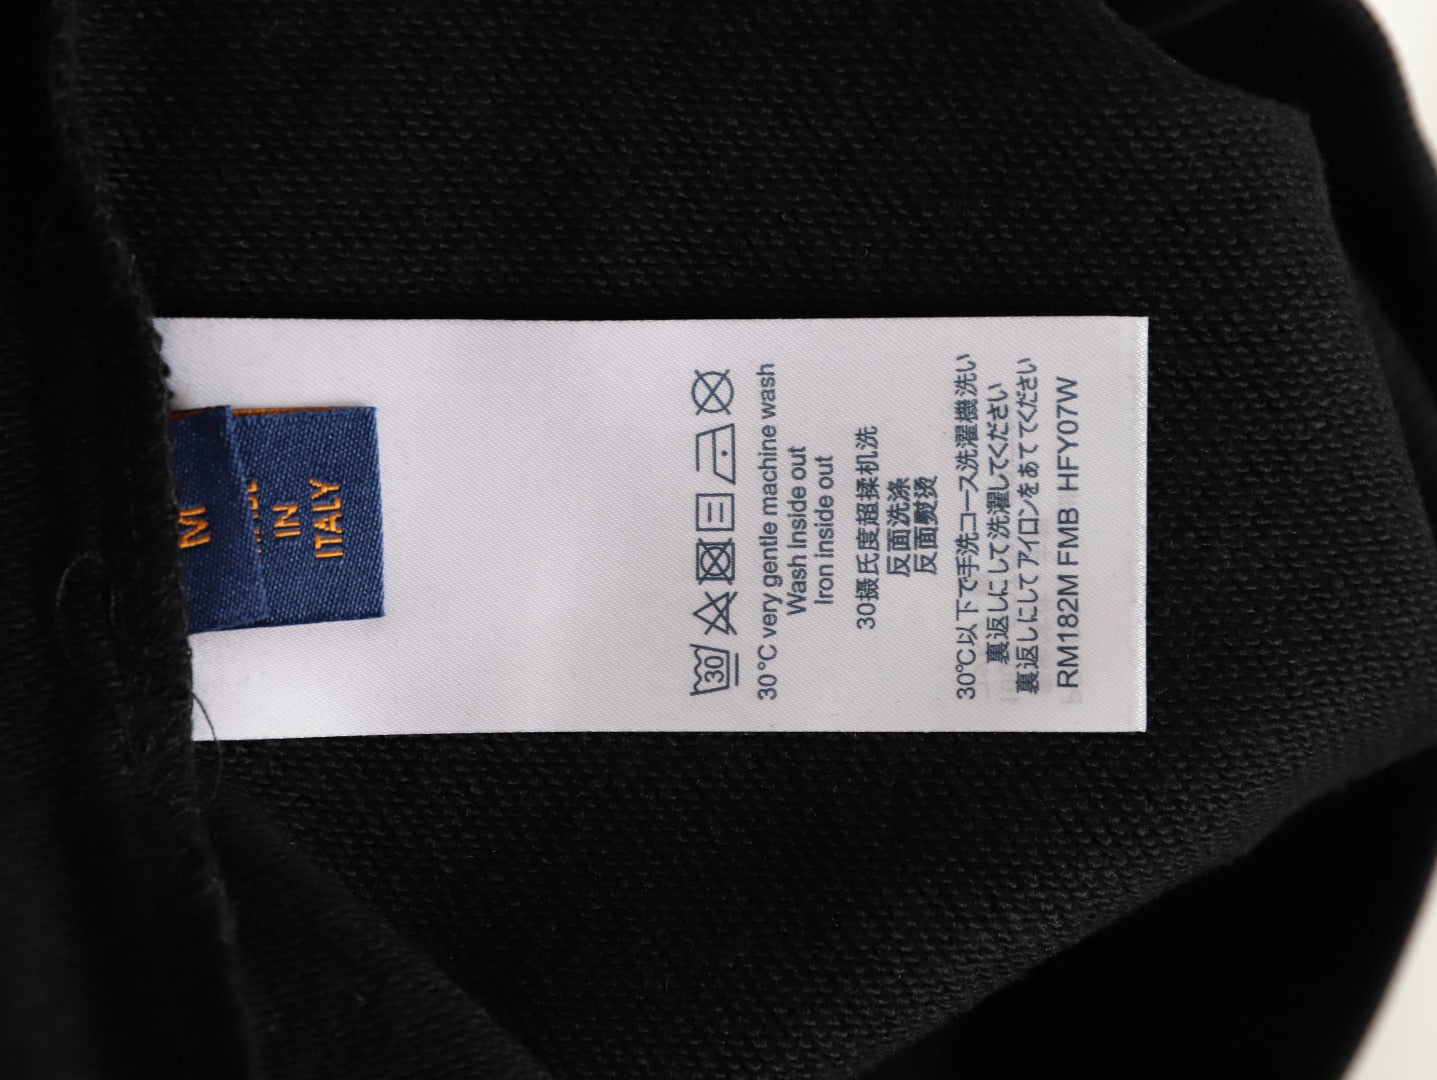 M
IN
ITALY
30
30°C very gentle machine wash
Wash inside out
Iron inside out
30摄氏度超揉机洗
反面洗涤
反面熨烫
30℃以下で手洗コース洗濯機洗い
裏返しにして洗濯してください
裏返しにしてアイロンをあててください
RM182M FMB HFY07W